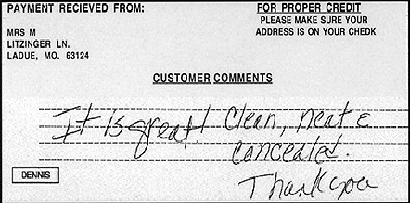 PAYMENT RECIEVED FROM:
FOR PROPER CREDIT
PLEASE MAKE SURE YOUR
ADDRESS IS ON YOUR CHEDK
MRS M
LITZINGER LN.
LADUE, MO. 63124
CUSTOMER COMMENTS
It is great! Clean, neat &
concealed.
Thank you
DENNIS